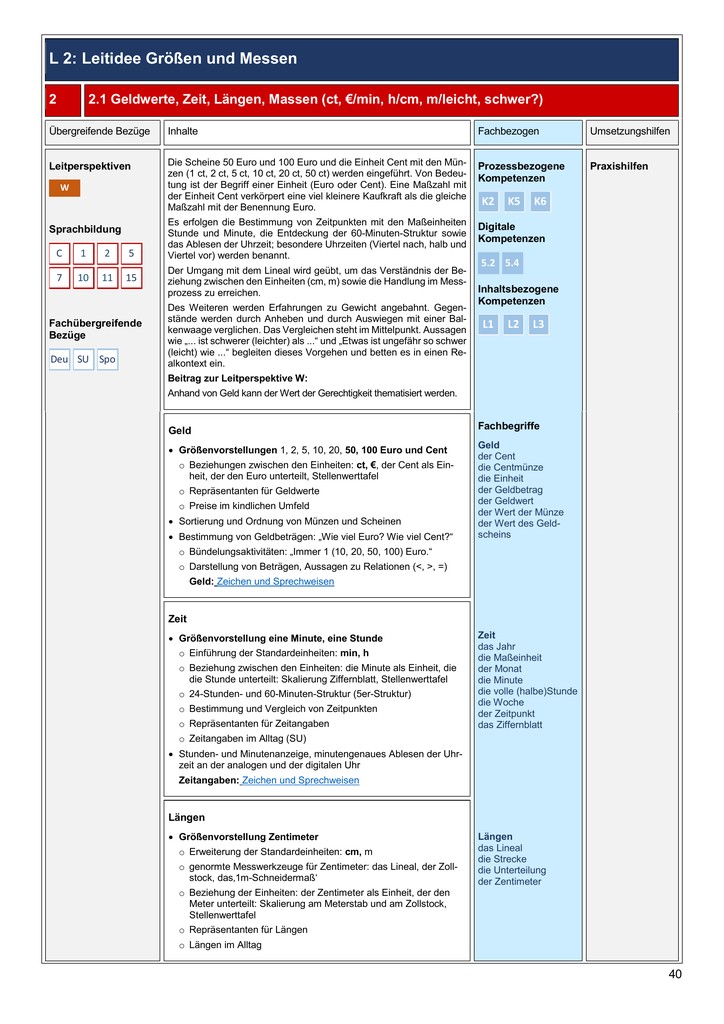 L 2: Leitidee Größen und Messen
2
2.1 Geldwerte, Zeit, Längen, Massen (ct, €/min, h/cm, m/leicht, schwer?)
Übergreifende Bezüge
Inhalte
Fachbezogen
Umsetzungshilfen
Leitperspektiven
W
Sprachbildung
C 1 2 5
7 10 11 15
Fachübergreifende
Bezüge
Deu SU Spo
Die Scheine 50 Euro und 100 Euro und die Einheit Cent mit den Mün-
zen (1 ct, 2 ct, 5 ct, 10 ct, 20 ct, 50 ct) werden eingeführt. Von Bedeu-
tung ist der Begriff einer Einheit (Euro oder Cent). Eine Maßzahl mit
der Einheit Cent verkörpert eine viel kleinere Kaufkraft als die gleiche
Maßzahl mit der Benennung Euro.
Es erfolgen die Bestimmung von Zeitpunkten mit den Maßeinheiten
Stunde und Minute, die Entdeckung der 60-Minuten-Struktur sowie
das Ablesen der Uhrzeit; besondere Uhrzeiten (Viertel nach, halb und
Viertel vor) werden benannt.
Der Umgang mit dem Lineal wird geübt, um das Verständnis der Be-
ziehung zwischen den Einheiten (cm, m) sowie die Handlung im Mess-
prozess zu erreichen.
Des Weiteren werden Erfahrungen zu Gewicht angebahnt. Gegen-
stände werden durch Anheben und durch Auswiegen mit einer Bal-
kenwaage verglichen. Das Vergleichen steht im Mittelpunkt. Aussagen
wie „... ist schwerer (leichter) als ...“ und „Etwas ist ungefähr so schwer
(leicht) wie ...“ begleiten dieses Vorgehen und betten es in einen Re-
alkontext ein.
Beitrag zur Leitperspektive W:
Anhand von Geld kann der Wert der Gerechtigkeit thematisiert werden.
Prozessbezogene
Kompetenzen
K2 K5 K6
Digitale
Kompetenzen
5.2 5.4
Inhaltsbezogene
Kompetenzen
L1 L2 L3
Praxishilfen
Geld
• Größenvorstellungen 1, 2, 5, 10, 20, 50, 100 Euro und Cent
o Beziehungen zwischen den Einheiten: ct, €, der Cent als Ein-
heit, der den Euro unterteilt, Stellenwerttafel
o Repräsentanten für Geldwerte
o Preise im kindlichen Umfeld
• Sortierung und Ordnung von Münzen und Scheinen
• Bestimmung von Geldbeträgen: „Wie viel Euro? Wie viel Cent?“
o Bündelungsaktivitäten: „Immer 1 (10, 20, 50, 100) Euro.“
o Darstellung von Beträgen, Aussagen zu Relationen (<, >, =)
Geld: Zeichen und Sprechweisen
Fachbegriffe
Geld
der Cent
die Centmünze
die Einheit
der Geldbetrag
der Geldwert
der Wert der Münze
der Wert des Geld-
scheins
Zeit
• Größenvorstellung eine Minute, eine Stunde
o Einführung der Standardeinheiten: min, h
o Beziehung zwischen den Einheiten: die Minute als Einheit, die
die Stunde unterteilt: Skalierung Ziffernblatt, Stellenwerttafel
o 24-Stunden- und 60-Minuten-Struktur (5er-Struktur)
o Bestimmung und Vergleich von Zeitpunkten
o Repräsentanten für Zeitangaben
o Zeitangaben im Alltag (SU)
• Stunden- und Minutenanzeige, minutengenaues Ablesen der Uhr-
zeit an der analogen und der digitalen Uhr
Zeitangaben: Zeichen und Sprechweisen
Zeit
das Jahr
die Maßeinheit
der Monat
die Minute
die volle (halbe)Stunde
die Woche
der Zeitpunkt
das Ziffernblatt
Längen
• Größenvorstellung Zentimeter
o Erweiterung der Standardeinheiten: cm, m
o genormte Messwerkzeuge für Zentimeter: das Lineal, der Zoll-
stock, das‚1m-Schneidermaß‘
o Beziehung der Einheiten: der Zentimeter als Einheit, der den
Meter unterteilt: Skalierung am Meterstab und am Zollstock,
Stellenwerttafel
o Repräsentanten für Längen
o Längen im Alltag
Längen
das Lineal
die Strecke
die Unterteilung
der Zentimeter
40